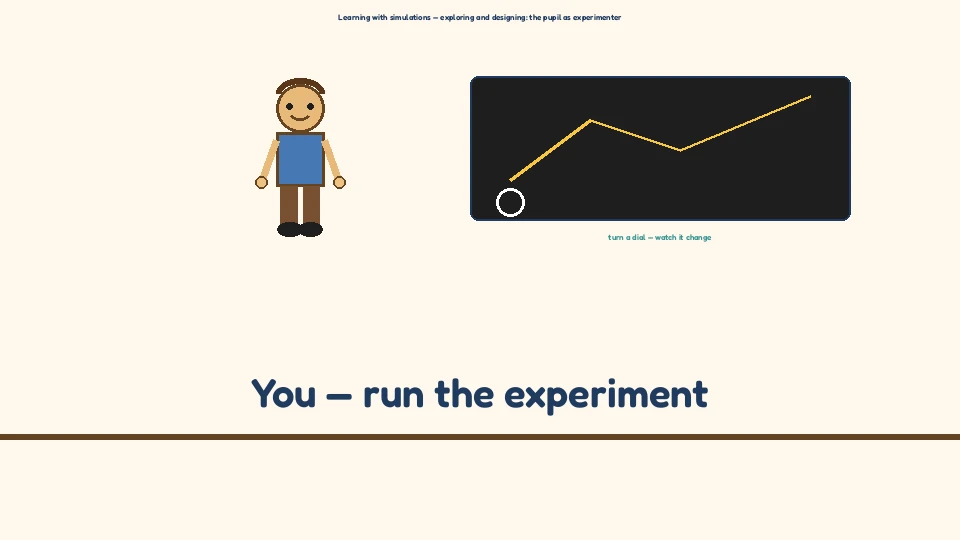 Learning with simulations — exploring and designing: the pupil as experimenter
turn a dial — watch it change
You — run the experiment